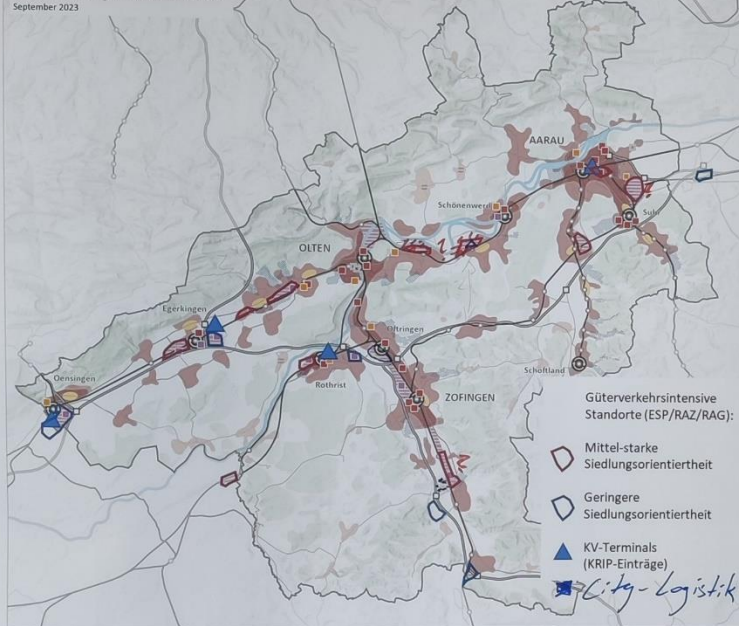 September 2023
AARAU
Schönenwerd
Suhr
OLTEN
Egerkingen
Oftringen
Oensingen
Rothrist
Schöftland
ZOFINGEN
Güterverkehrsintensive
Standorte (ESP/RAZ/RAG):
Mittel-starke
Siedlungsorientiertheit
Geringere
Siedlungsorientiertheit
KV-Terminals
(KRIP-Einträge)
City-Logistik